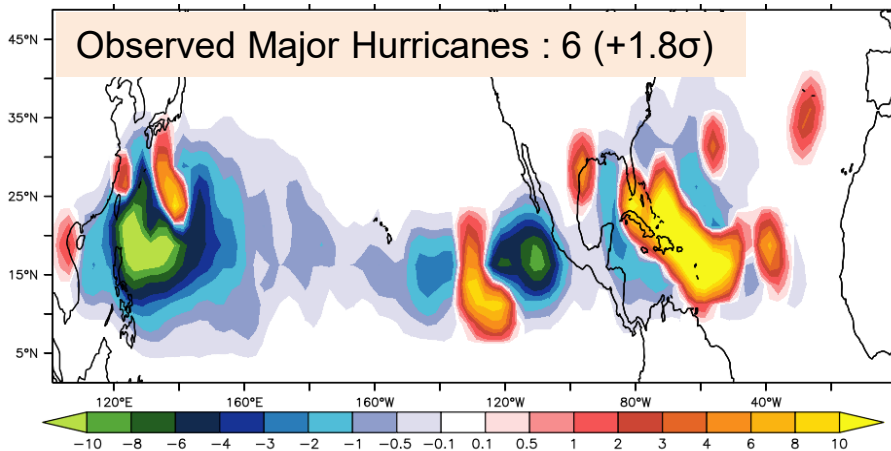 Observed Major Hurricanes : 6 (+1.8σ)
45°N
35°N
25°N
15°N
5°N
120°E 160°E 160°W 120°W 80°W 40°W
-10 -8 -6 -4 -3 -2 -1 -0.5 -0.1 0.1 0.5 1 2 3 4 6 8 10